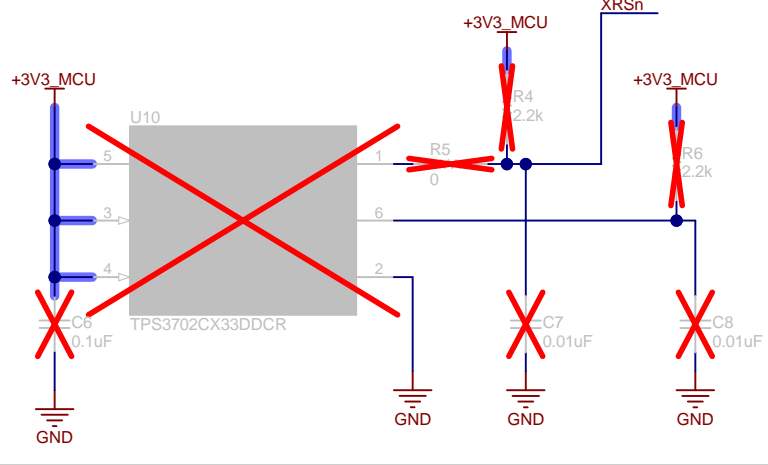 XRSn
+3V3_MCU
+3V3_MCU
+3V3_MCU
R4
2.2k
U10
R6
2.2k
5
1
R5
0
3
6
4
2
TPS3702CX33DDCR
C6
0.1uF
C7
0.01uF
C8
0.01uF
GND
GND
GND
GND